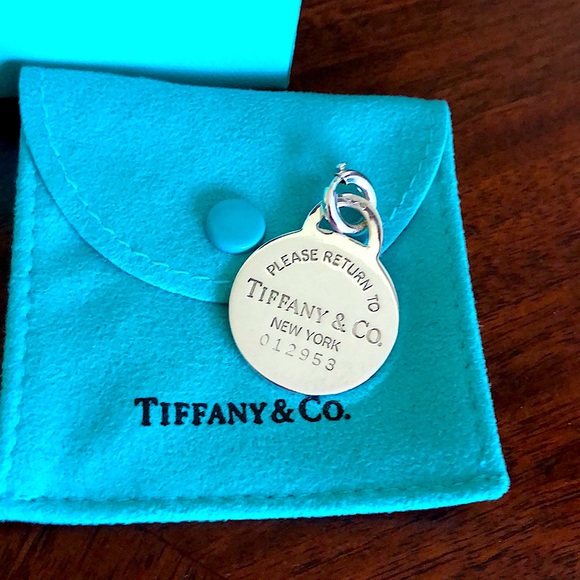 PLEASE RETURN TO
TIFFANY & CO.
NEW YORK
012953
TIFFANY & CO.